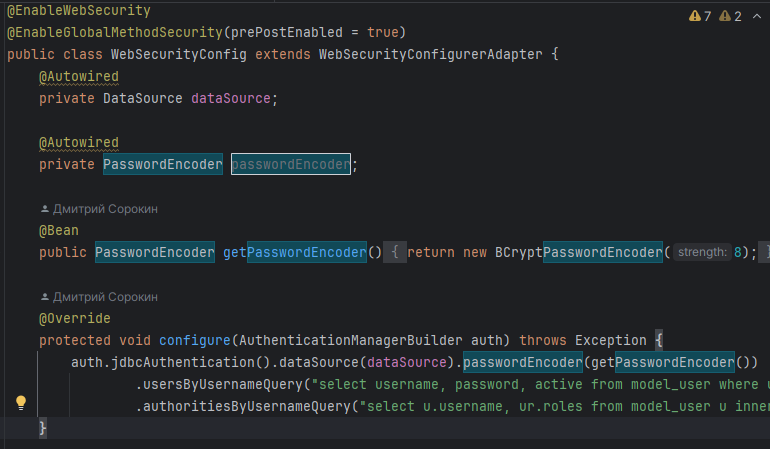 @EnableWebSecurity
7 2
@EnableGlobalMethodSecurity(prePostEnabled = true)
public class WebSecurityConfig extends WebSecurityConfigurerAdapter {
@Autowired
private DataSource dataSource;
@Autowired
private PasswordEncoder passwordEncoder;
Дмитрий Сорокин
@Bean
public PasswordEncoder getPasswordEncoder() { return new BCryptPasswordEncoder( strength: 8); }
Дмитрий Сорокин
@Override
protected void configure(AuthenticationManagerBuilder auth) throws Exception {
auth.jdbcAuthentication().dataSource(dataSource).passwordEncoder(getPasswordEncoder())
.usersByUsernameQuery("select username, password, active from model_user where u
.authoritiesByUsernameQuery("select u.username, ur.roles from model_user u inner
}